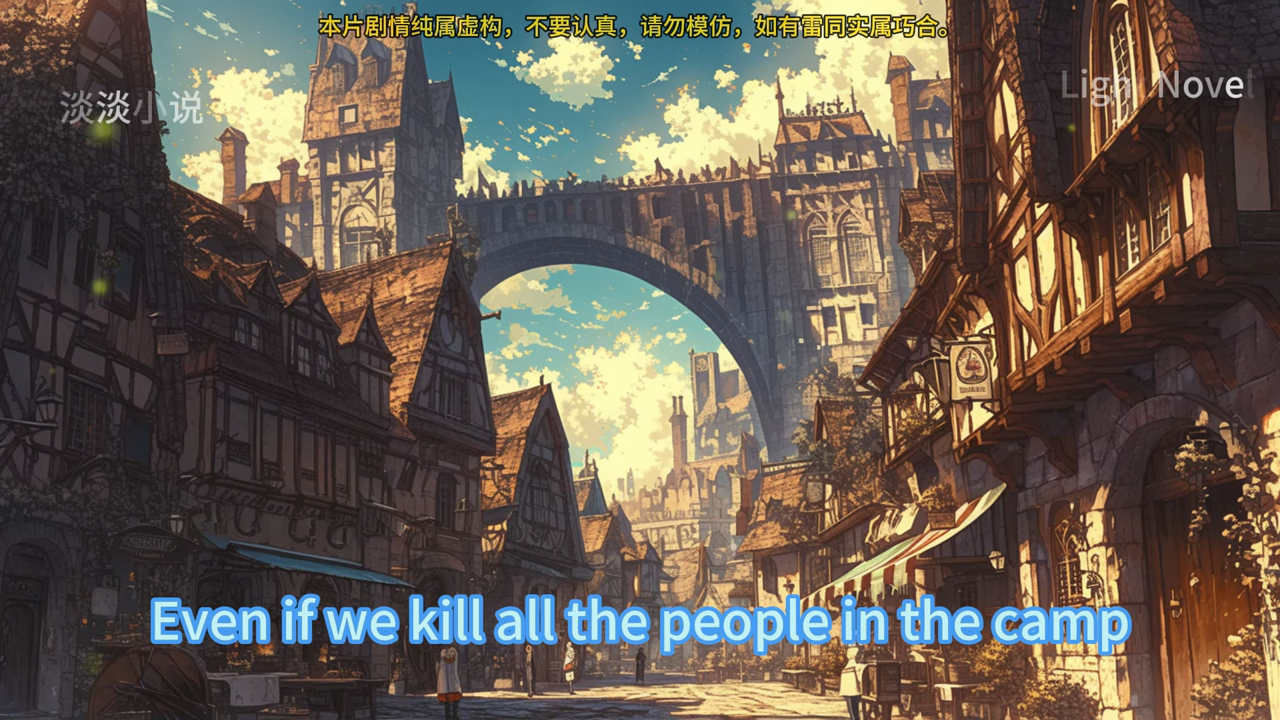 本片剧情纯属虚构，不要认真，请勿模仿，如有雷同实属巧合。
淡淡小说
Light Novel
Even if we kill all the people in the camp